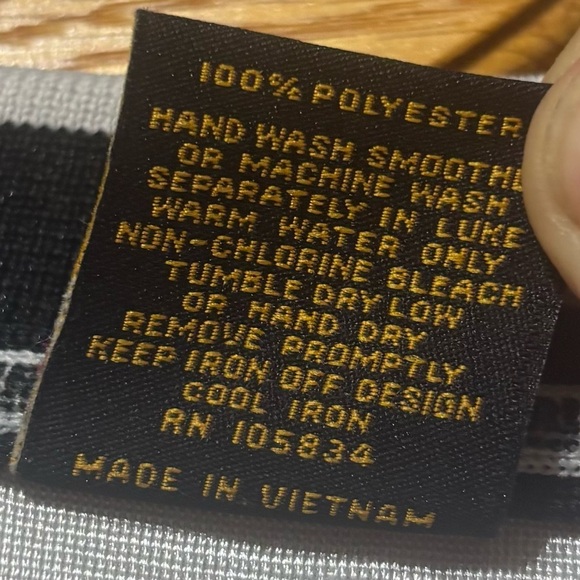 100% POLYESTER
HAND WASH SMOOTHL
OR MACHINE WASH
SEPARATELY IN LUKE
WARM WATER ONLY
NON-CHLORINE BLEACH
TUMBLE DRY LOW
OR HAND DRY
REMOVE PROMPTLY
KEEP IRON OFF DESIGN
COOL IRON
RN 105834
MADE IN VIETNAM